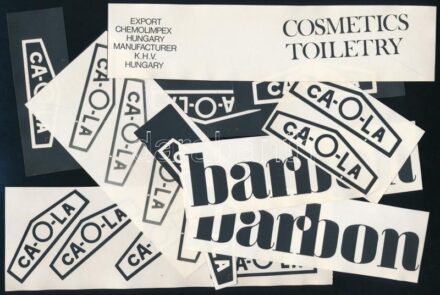 EXPORT
CHEMOLIMPEX
HUNGARY
MANUFACTURER
K.H.V.
HUNGARY
COSMETICS
TOILETRY
CA-O-LA
CA-O-LA
CA-O-LA
CA-O-LA
barbon
barbon
CA-O-LA
CA-O-LA
CA-O-LA
CA-O-LA